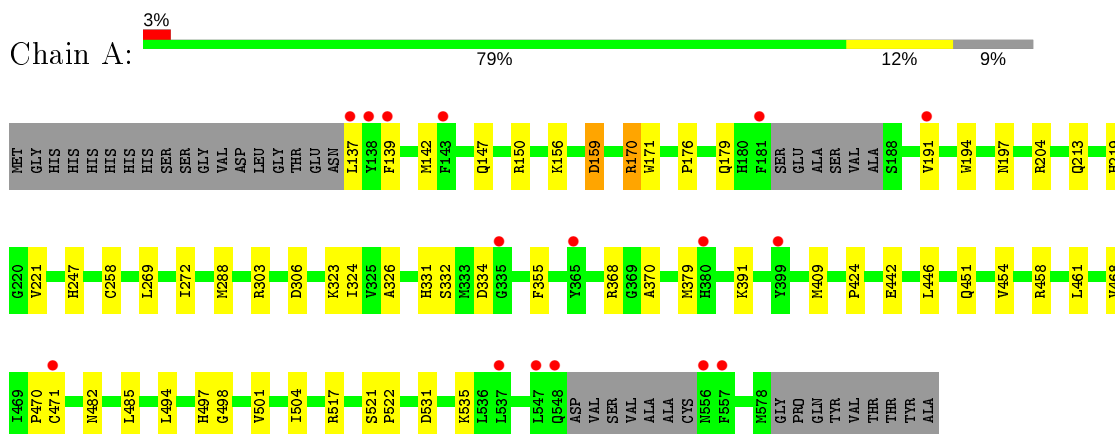 3%
Chain A:
79% 12% 9%
MET GLY HIS HIS HIS HIS HIS HIS SER SER GLY VAL ASP LEU GLY THR GLU ASN L137 Y138 F139 M142 F143 Q147 R150 K156 D159 R170 W171 P176 Q179 H180 F181 SER GLU ALA SER VAL ALA S188 V191 W194 N197 R204 Q213 H219
G220 V221 H247 C258 L269 I272 M288 R303 D306 K323 I324 V325 A326 H331 S332 M333 D334 G335 F355 Y365 R368 G369 A370 M379 H380 K391 Y399 M409 P424 E442 L446 Q451 V454 R458 L461 V468
I469 P470 C471 N482 L485 L494 H497 G498 V501 I504 R517 S521 P522 D531 K535 L536 L537 L547 Q548 ASP VAL SER VAL ALA ALA CYS N556 F557 M578 GLY PRO GLN TYR VAL THR THR TYR ALA